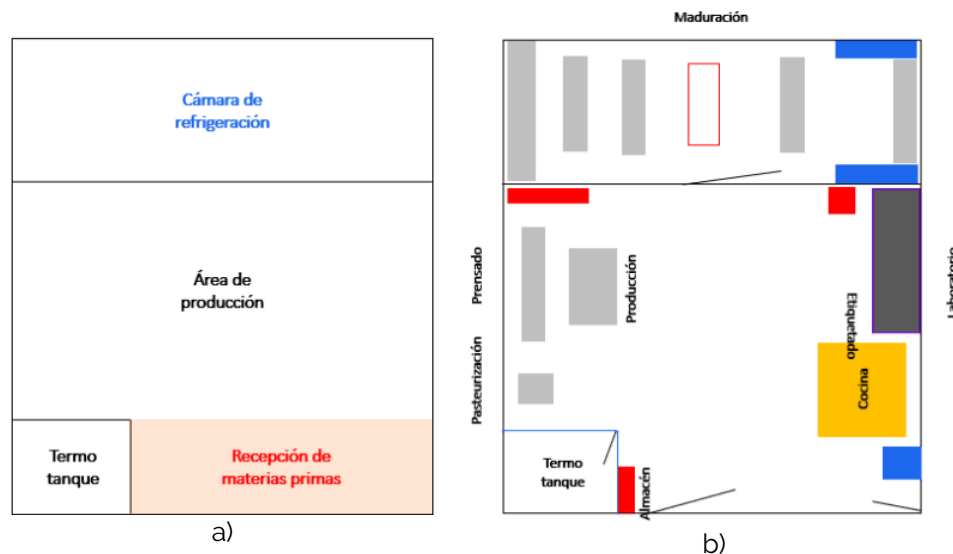 Cámara de
refrigeración
Área de
producción
Termo
tanque
Recepción de
materias primas
a)
Maduración
Prensado
Producción
Pasteurización
Etiquetado
Laboratorio
Cocina
Termo
tanque
Almacén
b)